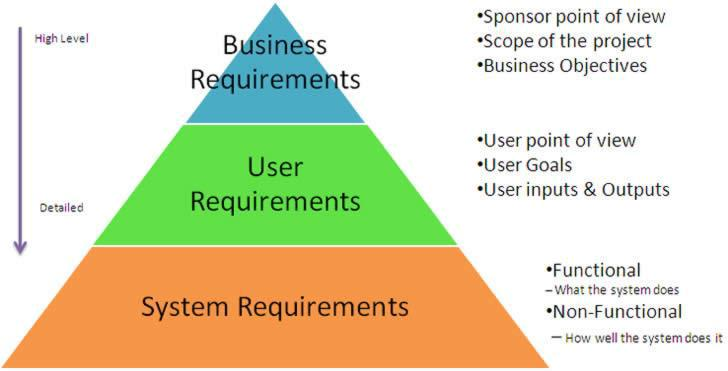 High Level
Business
Requirements
•Sponsor point of view
•Scope of the project
•Business Objectives
User
Requirements
•User point of view
•User Goals
•User inputs & Outputs
Detailed
System Requirements
•Functional
–What the system does
•Non-Functional
– How well the system does it